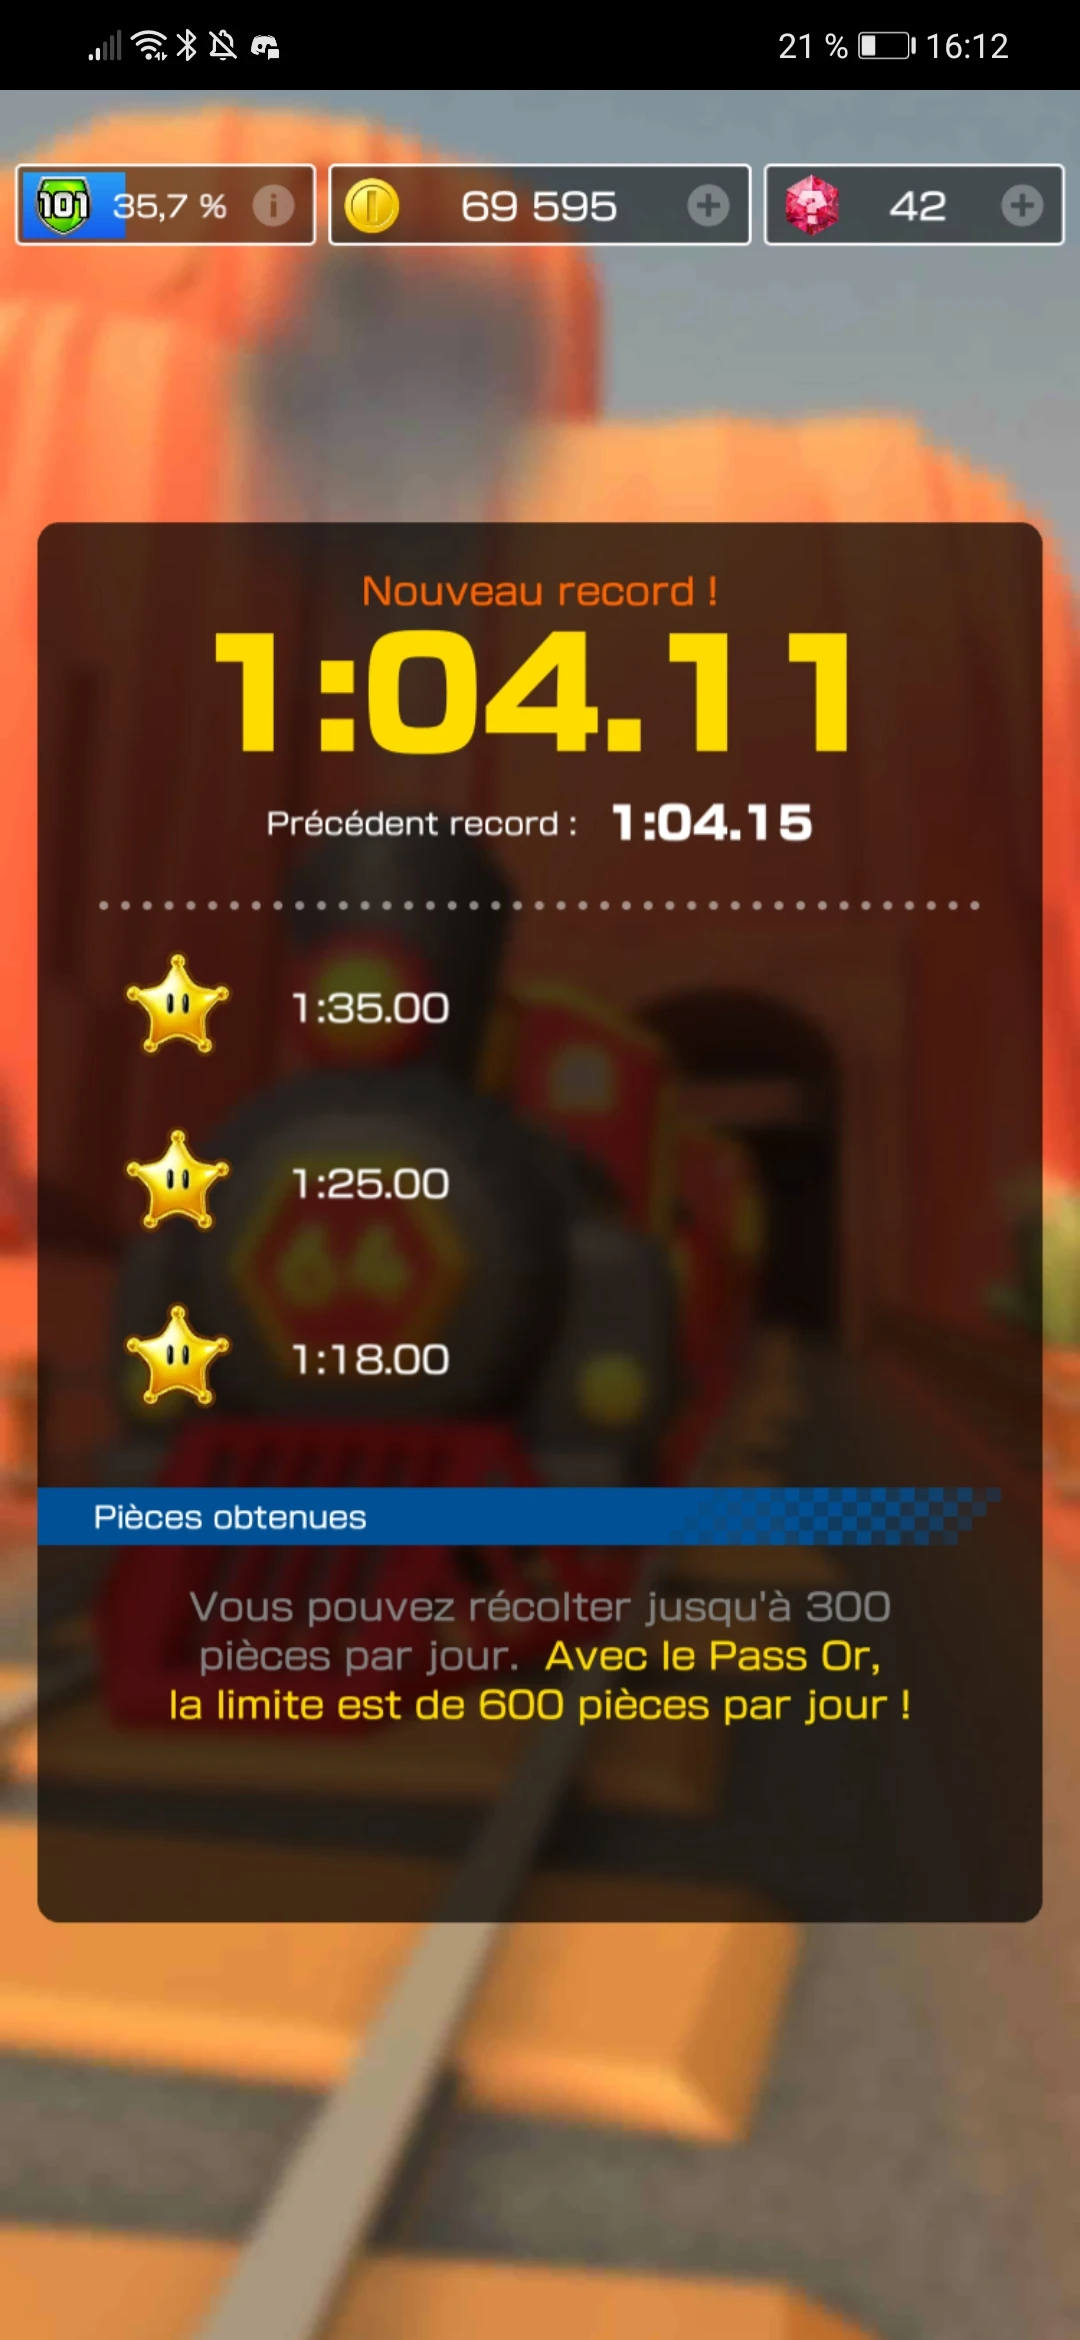 21 % 16:12
101 35,7 % 69 595 42
Nouveau record !
1:04.11
Précédent record : 1:04.15
1:35.00
1:25.00
64
1:18.00
Pièces obtenues
Vous pouvez récolter jusqu'à 300
pièces par jour. Avec le Pass Or,
la limite est de 600 pièces par jour !